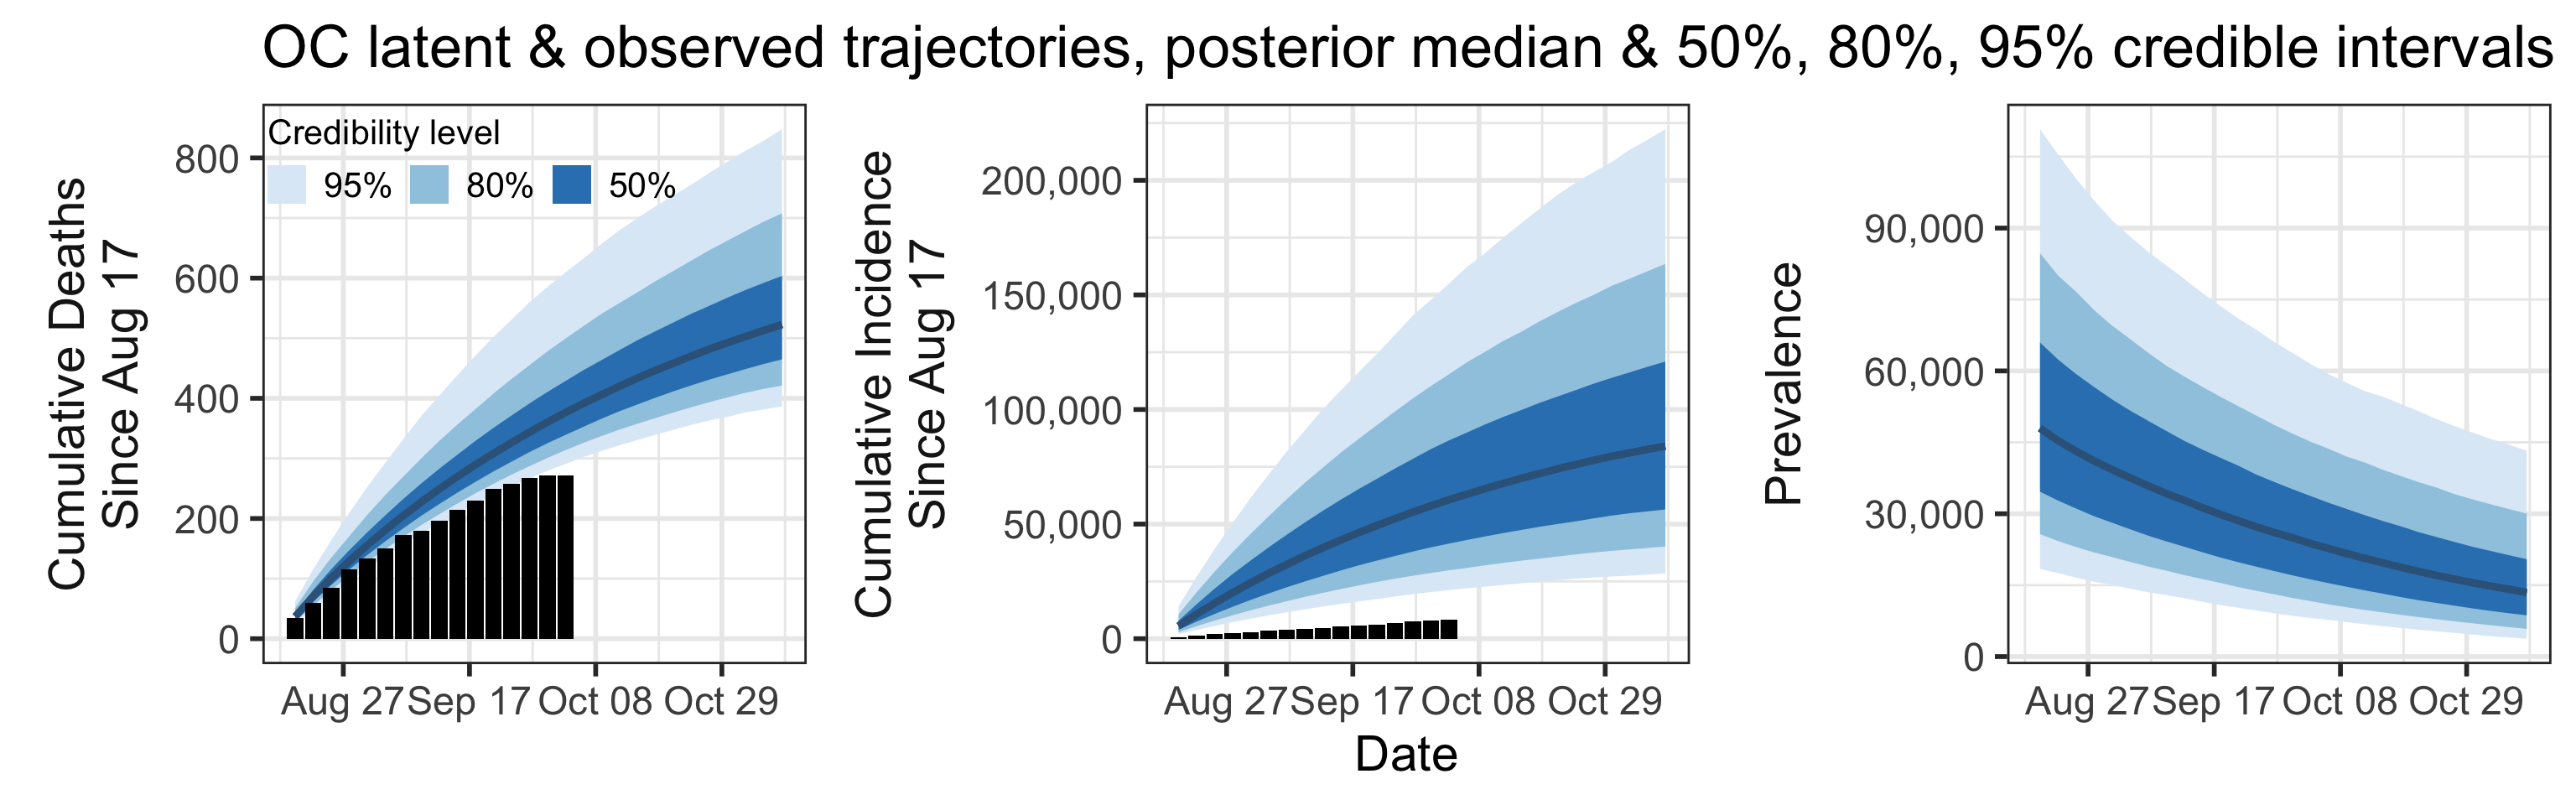 OC latent & observed trajectories, posterior median & 50%, 80%, 95% credible intervals
Cumulative Deaths
Since Aug 17
800
600
400
200
0
Credibility level
95% 80% 50%
Aug 27 Sep 17 Oct 08 Oct 29
Cumulative Incidence
Since Aug 17
200,000
150,000
100,000
50,000
0
Aug 27 Sep 17 Oct 08 Oct 29
Prevalence
90,000
60,000
30,000
0
Aug 27 Sep 17 Oct 08 Oct 29
Date